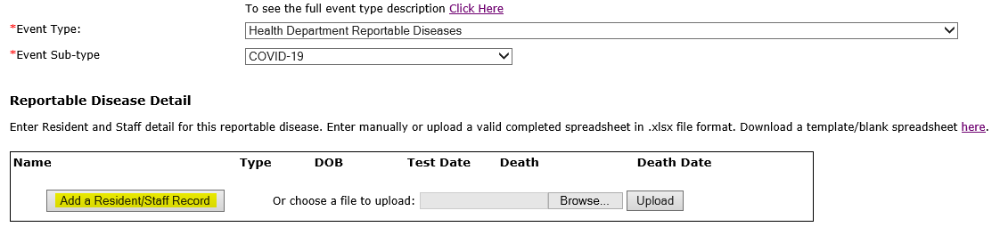 To see the full event type description Click Here
*Event Type: Health Department Reportable Diseases
*Event Sub-type COVID-19
Reportable Disease Detail
Enter Resident and Staff detail for this reportable disease. Enter manually or upload a valid completed spreadsheet in .xlsx file format. Download a template/blank spreadsheet here.
Name Type DOB Test Date Death Death Date
Add a Resident/Staff Record Or choose a file to upload: Browse... Upload